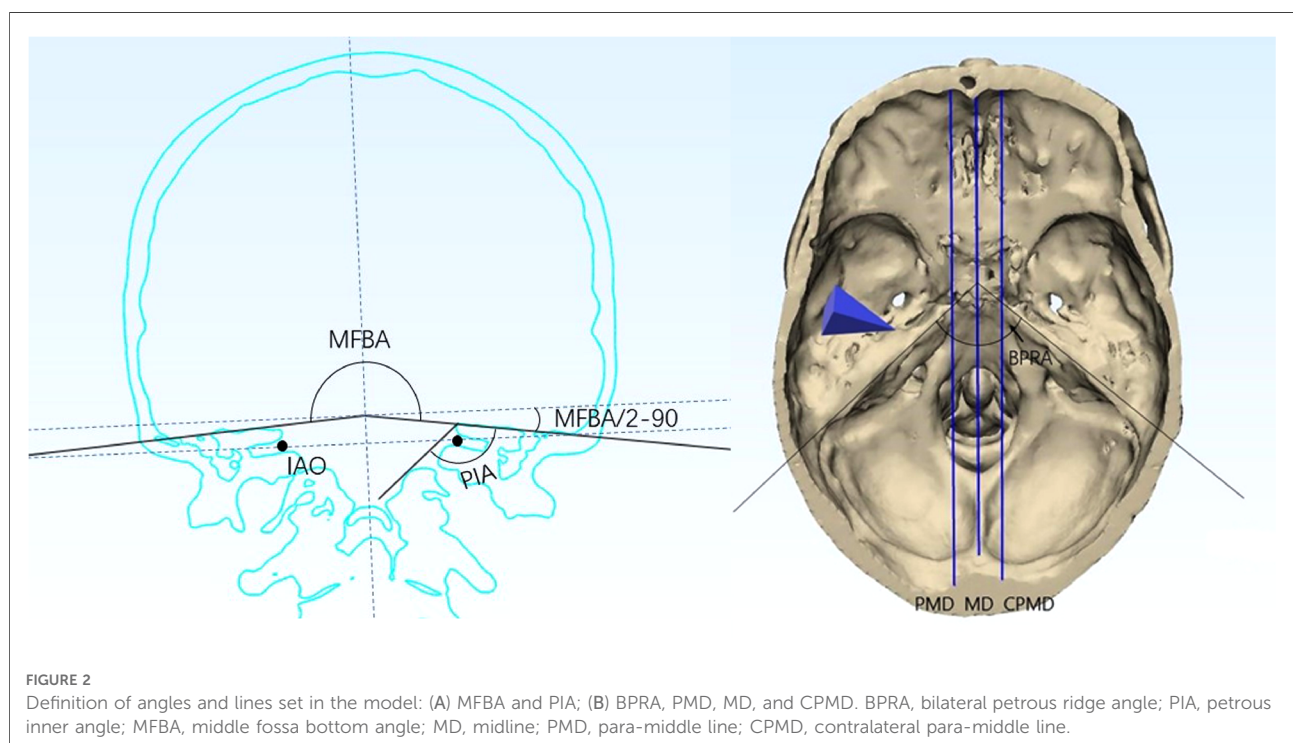 MFBA
MFBA/2-90
IAO
PIA
BPRA
PMD MD CPMD
FIGURE 2
Definition of angles and lines set in the model: (A) MFBA and PIA; (B) BPRA, PMD, MD, and CPMD. BPRA, bilateral petrous ridge angle; PIA, petrous
inner angle; MFBA, middle fossa bottom angle; MD, midline; PMD, para-middle line; CPMD, contralateral para-middle line.